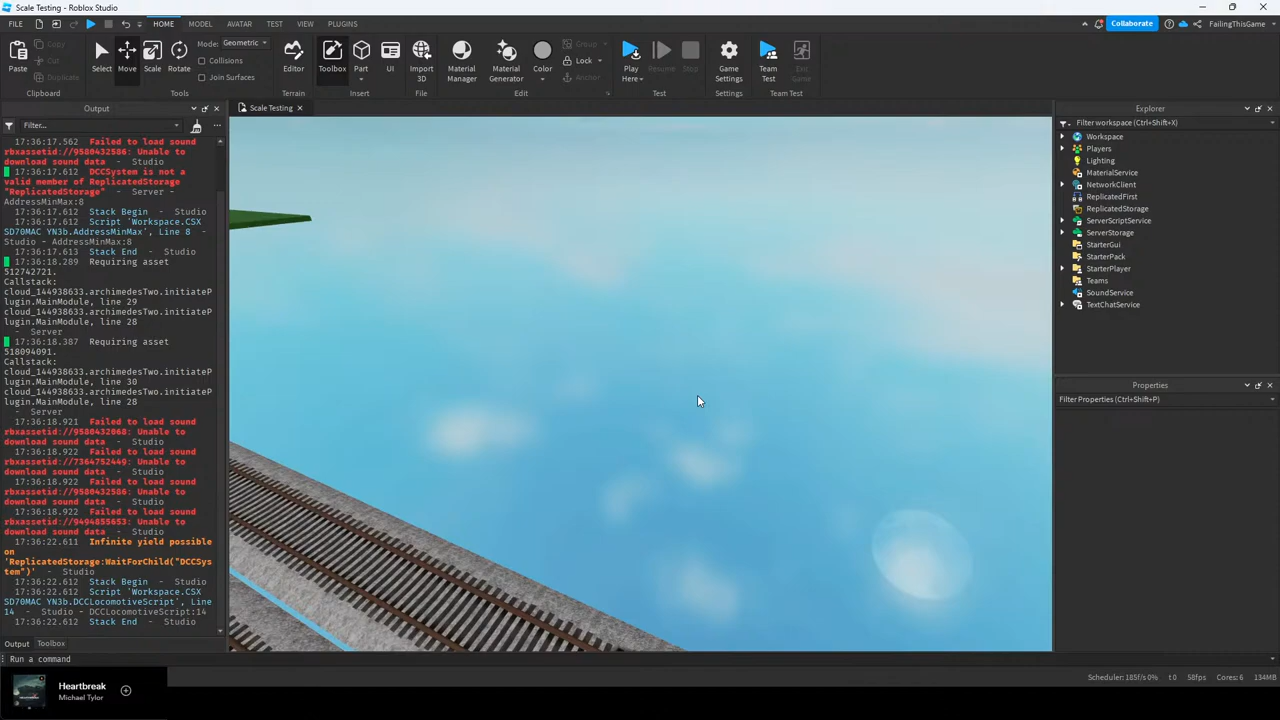 Scale Testing - Roblox Studio
FILE
HOME
MODEL
AVATAR
TEST
VIEW
PLUGINS
Collaborate
FailingThisGame
Paste
Copy
Cut
Duplicate
Clipboard
Select
Move
Scale
Rotate
Mode: Geometric
Collisions
Join Surfaces
Tools
Editor
Terrain
Toolbox
Part
UI
Insert
Import
3D
File
Material
Manager
Material
Generator
Color
Group
Lock
Anchor
Edit
Play
Here
Resume
Stop
Test
Game
Settings
Settings
Team
Test
Exit
Game
Team Test
Output
Filter...
17:36:17.562 Failed to load sound
rbxassetid://9580432586: Unable to
download sound data - Studio
17:36:17.612 DCCSystem is not a
valid member of ReplicatedStorage
"ReplicatedStorage" - Server -
AddressMinMax:8
17:36:17.612 Stack Begin - Studio
17:36:17.612 Script 'Workspace.CSX
SD70MAC YN3b.AddressMinMax', Line 8 -
Studio - AddressMinMax:8
17:36:17.613 Stack End - Studio
17:36:18.289 Requiring asset
512742721.
Callstack:
cloud_144938633.archimedesTwo.initiateP
lugin.MainModule, line 29
cloud_144938633.archimedesTwo.initiateP
lugin.MainModule, line 28
- Server
17:36:18.387 Requiring asset
518094091.
Callstack:
cloud_144938633.archimedesTwo.initiateP
lugin.MainModule, line 30
cloud_144938633.archimedesTwo.initiateP
lugin.MainModule, line 28
- Server
17:36:18.921 Failed to load sound
rbxassetid://9580432068: Unable to
download sound data - Studio
17:36:18.922 Failed to load sound
rbxassetid://7364752449: Unable to
download sound data - Studio
17:36:18.922 Failed to load sound
rbxassetid://9580432586: Unable to
download sound data - Studio
17:36:18.922 Failed to load sound
rbxassetid://9494855653: Unable to
download sound data - Studio
17:36:22.611 Infinite yield possible
on
'ReplicatedStorage:WaitForChild("DCCSys
tem")' - Studio
17:36:22.612 Stack Begin - Studio
17:36:22.612 Script 'Workspace.CSX
SD70MAC YN3b.DCCLocomotiveScript', Line
14 - Studio - DCCLocomotiveScript:14
17:36:22.612 Stack End - Studio
Output
Toolbox
Run a command
Scale Testing
Explorer
Filter workspace (Ctrl+Shift+X)
Workspace
Players
Lighting
MaterialService
NetworkClient
ReplicatedFirst
ReplicatedStorage
ServerScriptService
ServerStorage
StarterGui
StarterPack
StarterPlayer
Teams
SoundService
TextChatService
Properties
Filter Properties (Ctrl+Shift+P)
Scheduler: 185f/s 0%
t 0
58fps
Cores: 6
134MB
Heartbreak
Michael Tylor